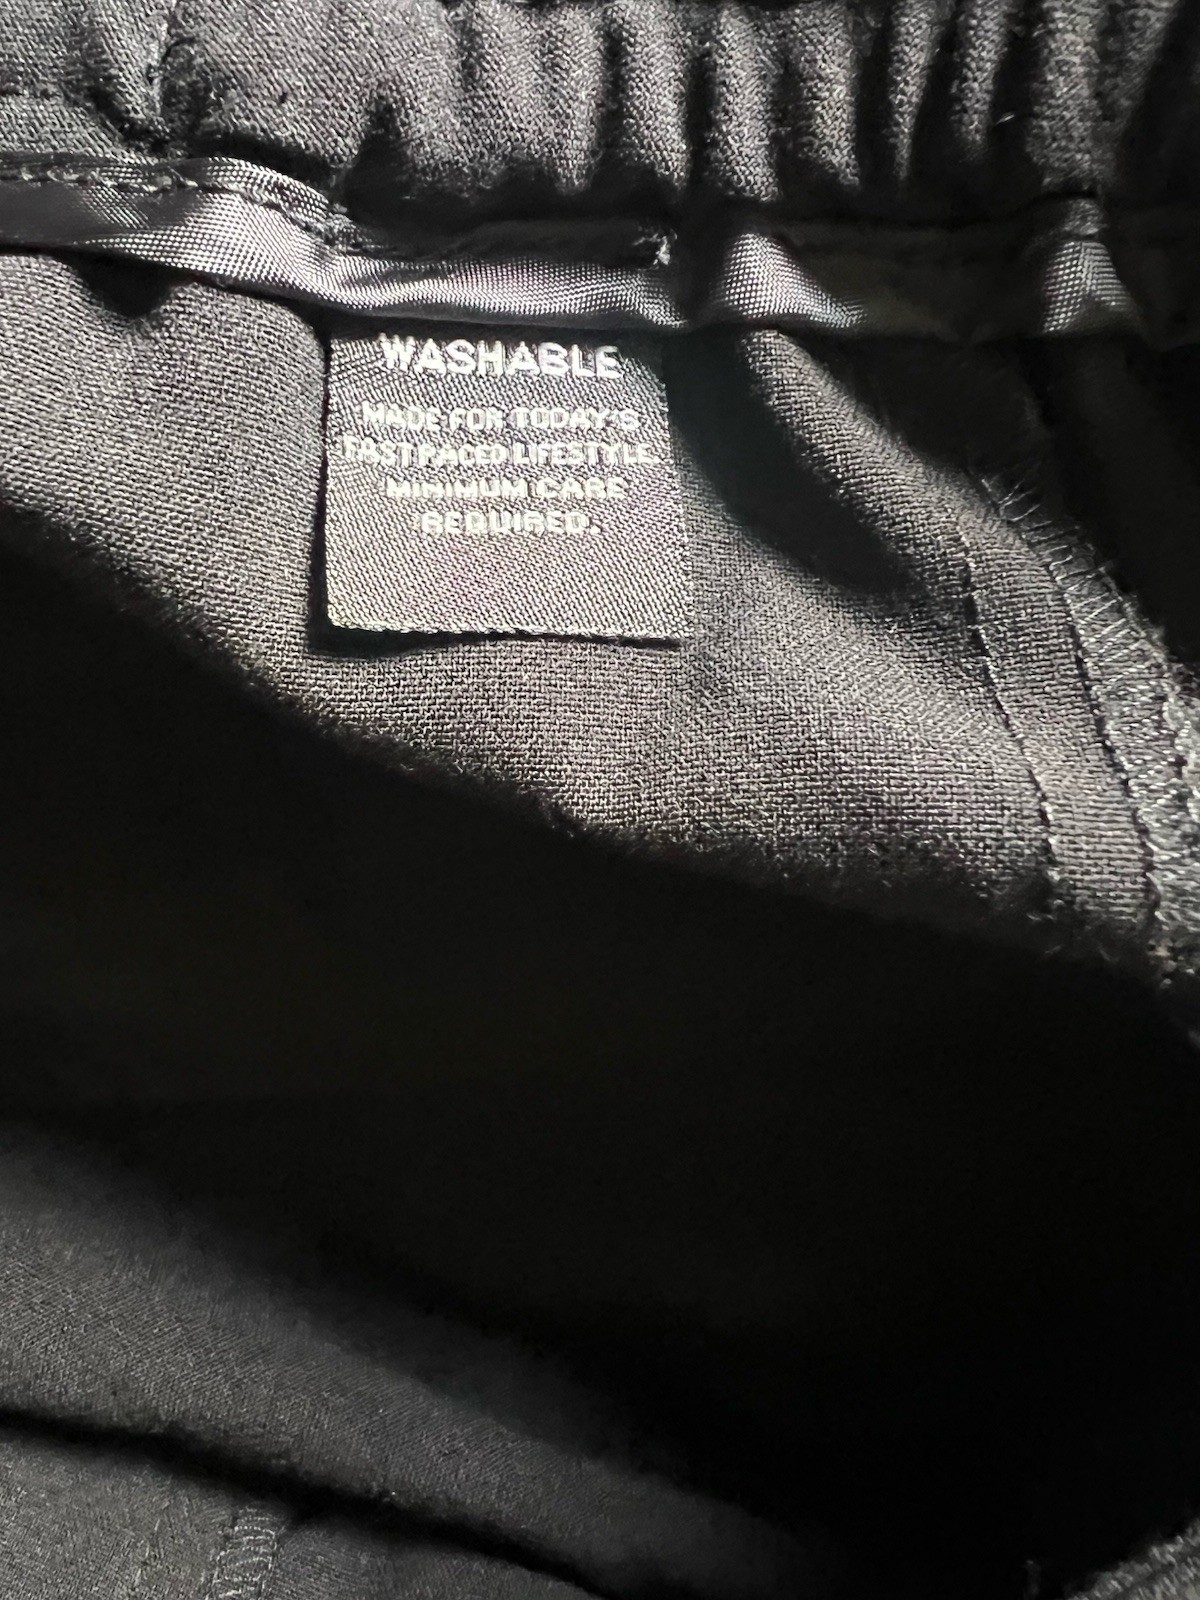 WASHABLE
MADE FOR TODAY'S
FAST PACED LIFESTYLE.
MINIMUM CARE
REQUIRED.